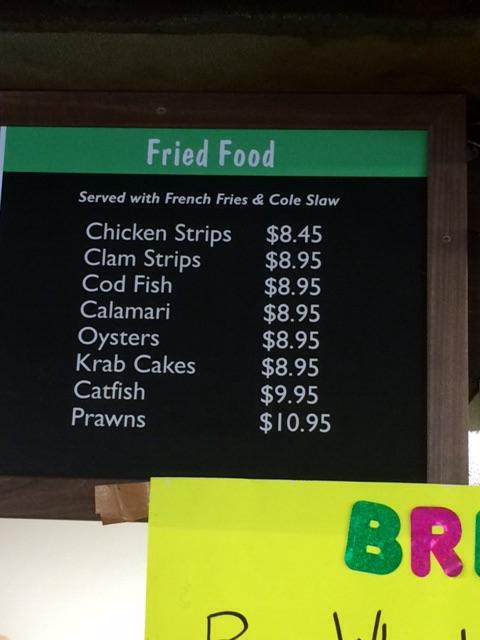 Fried Food
Served with French Fries & Cole Slaw
Chicken Strips $8.45
Clam Strips $8.95
Cod Fish $8.95
Calamari $8.95
Oysters $8.95
Krab Cakes $8.95
Catfish $9.95
Prawns $10.95
BR